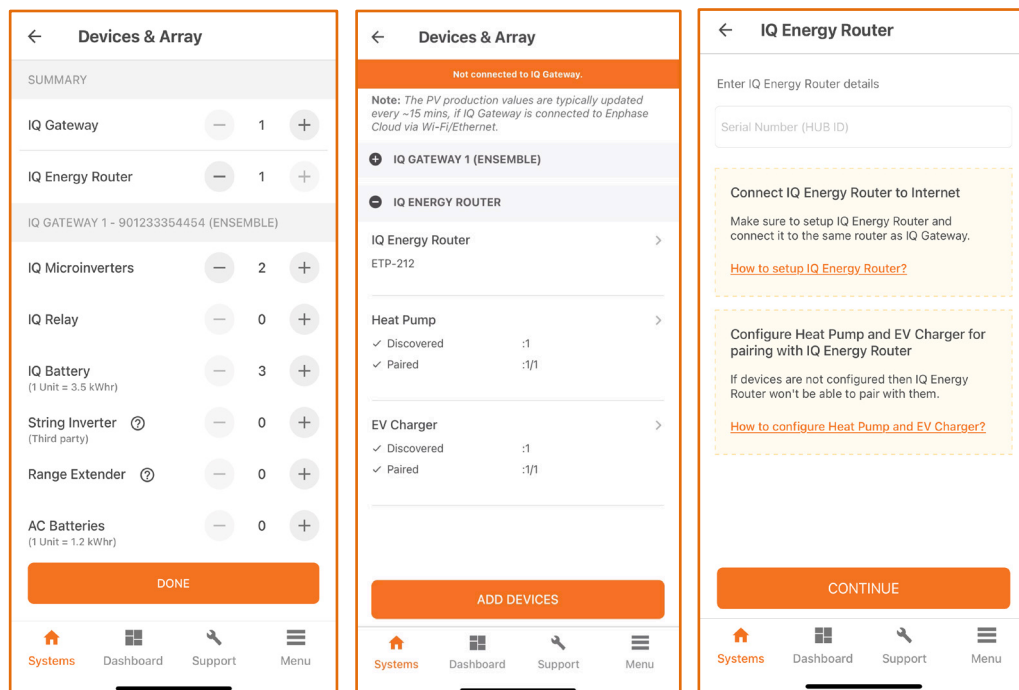 Devices & Array
SUMMARY
IQ Gateway
1
IQ Energy Router
1
IQ GATEWAY 1 - 901233354454 (ENSEMBLE)
IQ Microinverters
2
IQ Relay
0
IQ Battery
3
(1 Unit = 3.5 kWhr)
String Inverter
0
(Third party)
Range Extender
0
AC Batteries
0
(1 Unit = 1.2 kWhr)
DONE
Systems Dashboard Support Menu
Devices & Array
Not connected to IQ Gateway.
Note: The PV production values are typically updated
every ~15 mins, if IQ Gateway is connected to Enphase
Cloud via Wi-Fi/Ethernet.
IQ GATEWAY 1 (ENSEMBLE)
IQ ENERGY ROUTER
IQ Energy Router
ETP-212
Heat Pump
✓ Discovered :1
✓ Paired :1/1
EV Charger
✓ Discovered :1
✓ Paired :1/1
ADD DEVICES
Systems Dashboard Support Menu
IQ Energy Router
Enter IQ Energy Router details
Serial Number (HUB ID)
Connect IQ Energy Router to Internet
Make sure to setup IQ Energy Router and
connect it to the same router as IQ Gateway.
How to setup IQ Energy Router?
Configure Heat Pump and EV Charger for
pairing with IQ Energy Router
If devices are not configured then IQ Energy
Router won't be able to pair with them.
How to configure Heat Pump and EV Charger?
CONTINUE
Systems Dashboard Support Menu